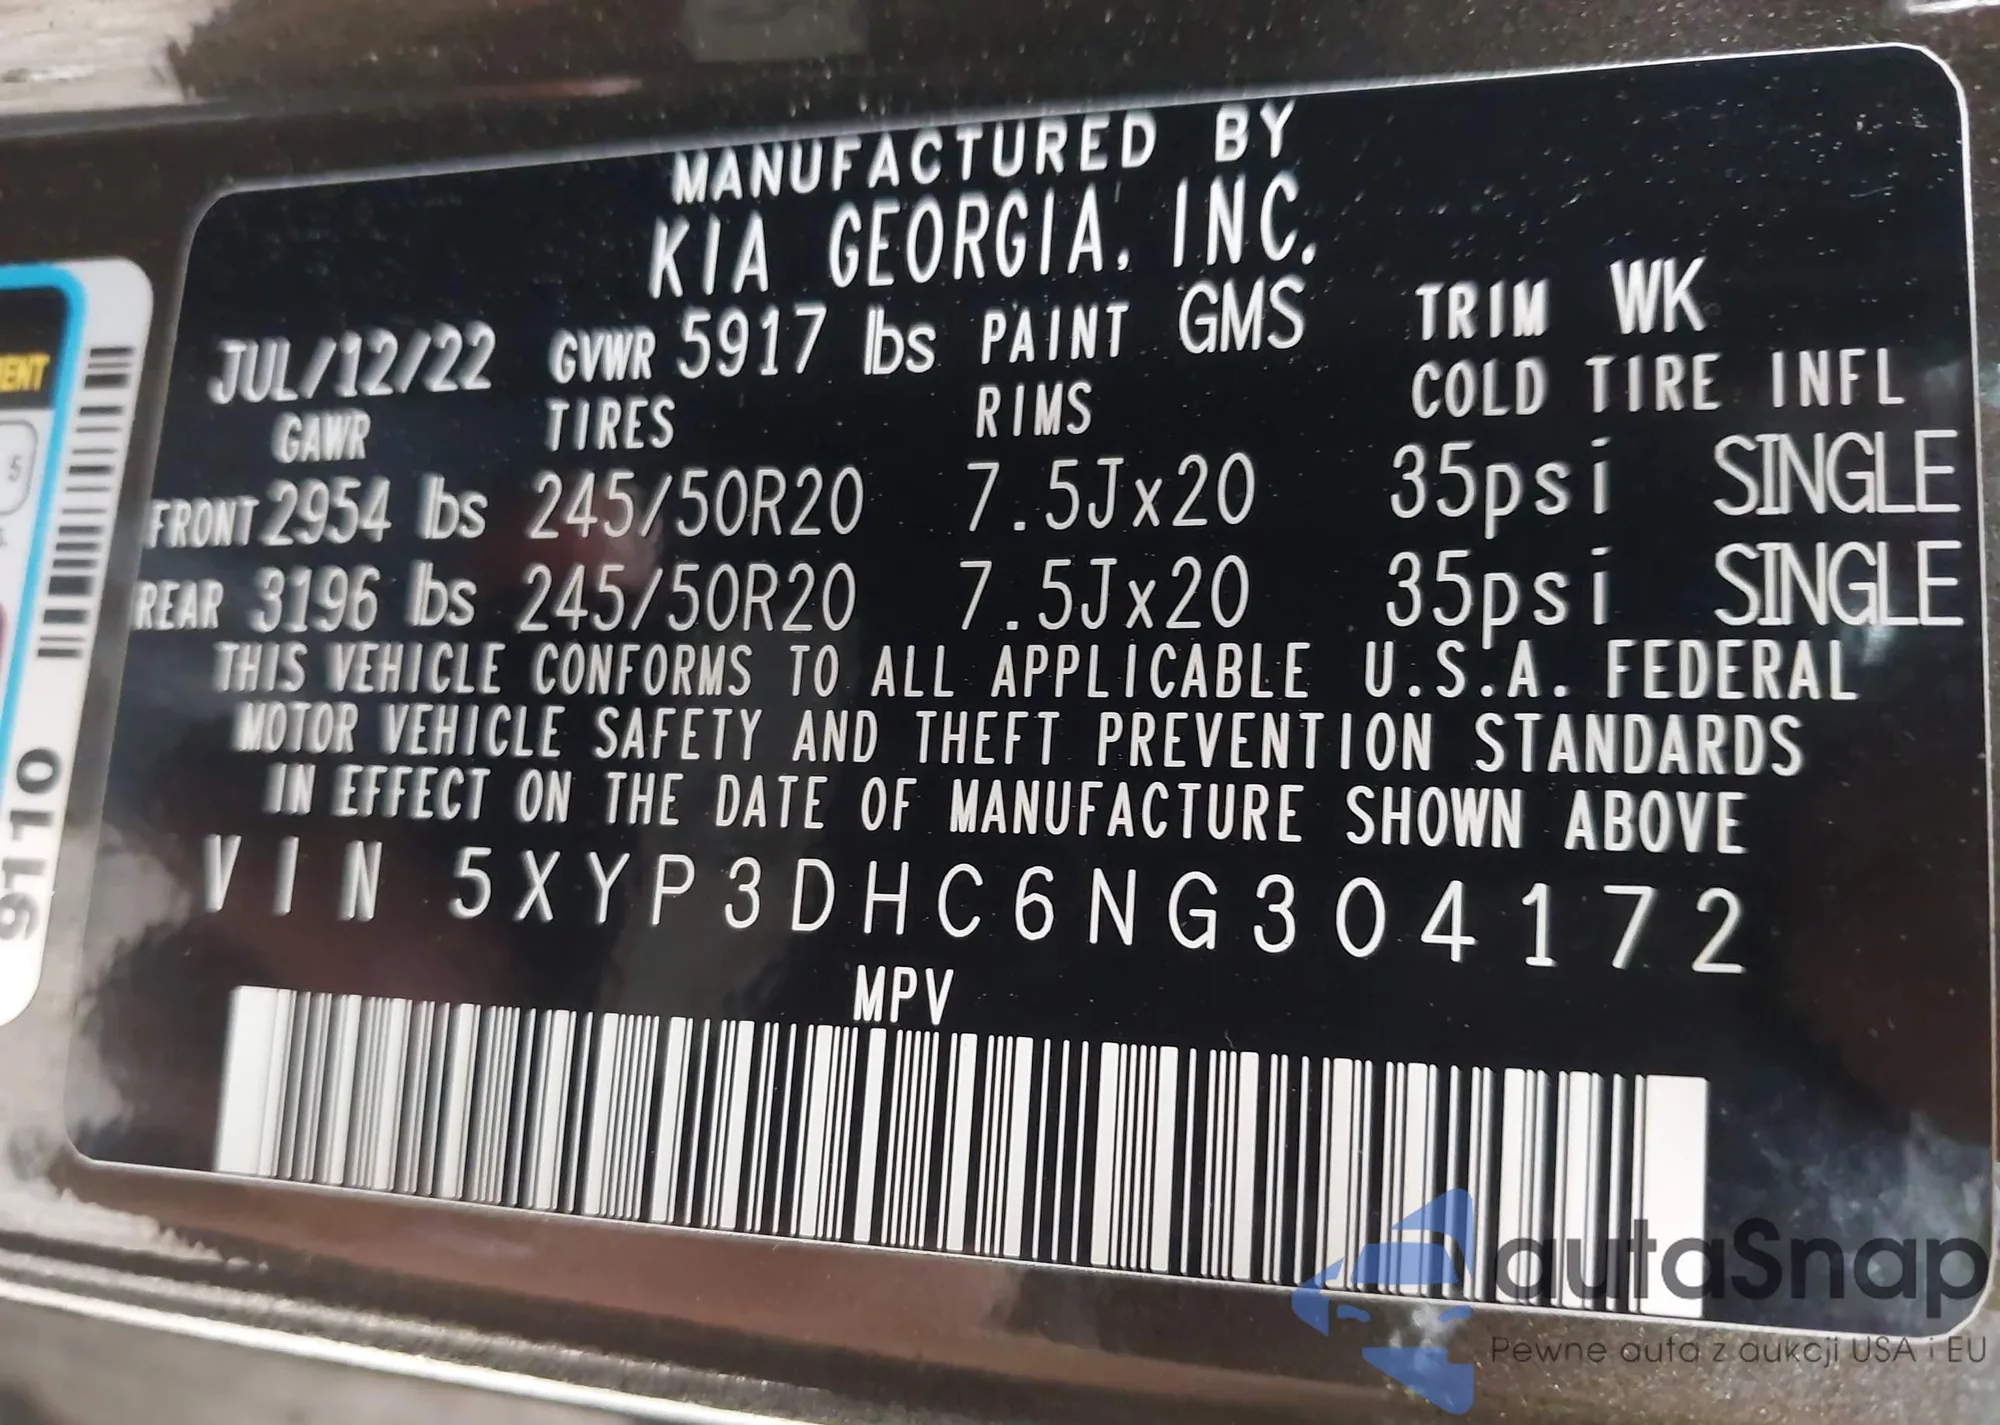 MANUFACTURED BY
KIA GEORGIA, INC.
JUL/12/22 GVWR 5917 lbs PAINT GMS TRIM WK
GAWR TIRES RIMS COLD TIRE INFL
FRONT 2954 lbs 245/50R20 7.5Jx20 35psi SINGLE
REAR 3196 lbs 245/50R20 7.5Jx20 35psi SINGLE
THIS VEHICLE CONFORMS TO ALL APPLICABLE U.S.A. FEDERAL
MOTOR VEHICLE SAFETY AND THEFT PREVENTION STANDARDS
IN EFFECT ON THE DATE OF MANUFACTURE SHOWN ABOVE
VIN 5XYP3DHC6NG304172
MPV
9110
5
autaSnap
Pewne auta z aukcji USA i EU